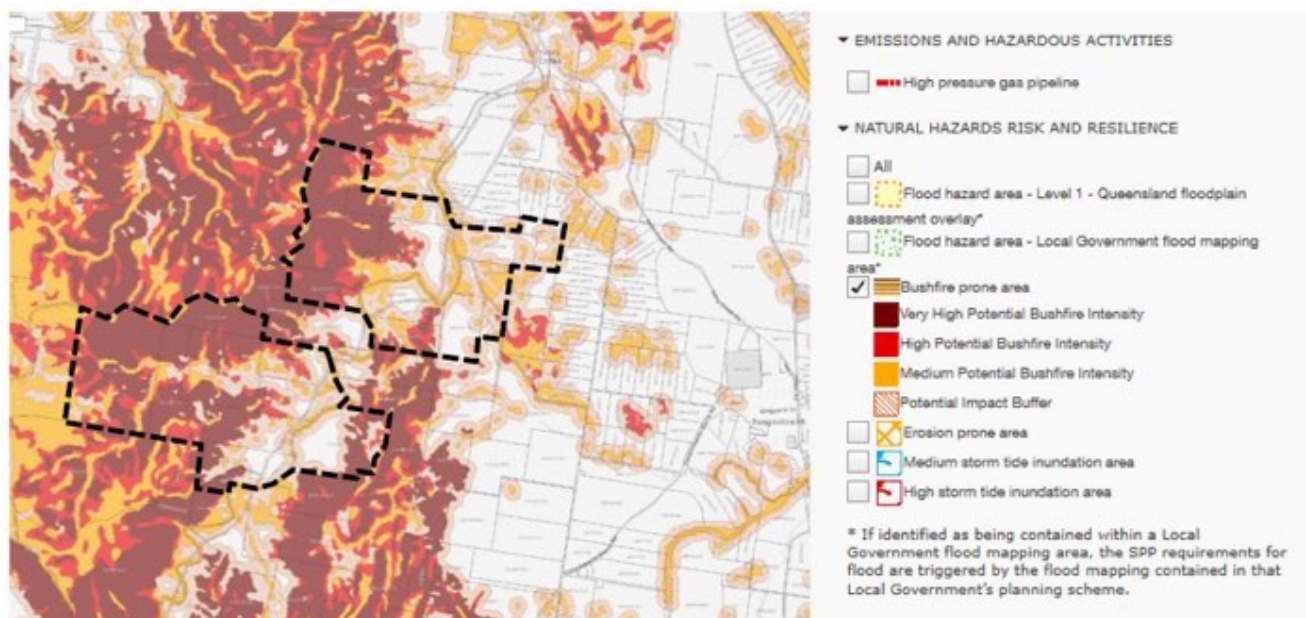 EMISSIONS AND HAZARDOUS ACTIVITIES
High pressure gas pipeline
NATURAL HAZARDS RISK AND RESILIENCE
All
Flood hazard area - Level 1 - Queensland floodplain
assessment overlay*
Flood hazard area - Local Government flood mapping
area*
Bushfire prone area
Very High Potential Bushfire Intensity
High Potential Bushfire Intensity
Medium Potential Bushfire Intensity
Potential Impact Buffer
Erosion prone area
Medium storm tide inundation area
High storm tide inundation area
* If identified as being contained within a Local
Government flood mapping area, the SPP requirements for
flood are triggered by the flood mapping contained in that
Local Government's planning scheme.